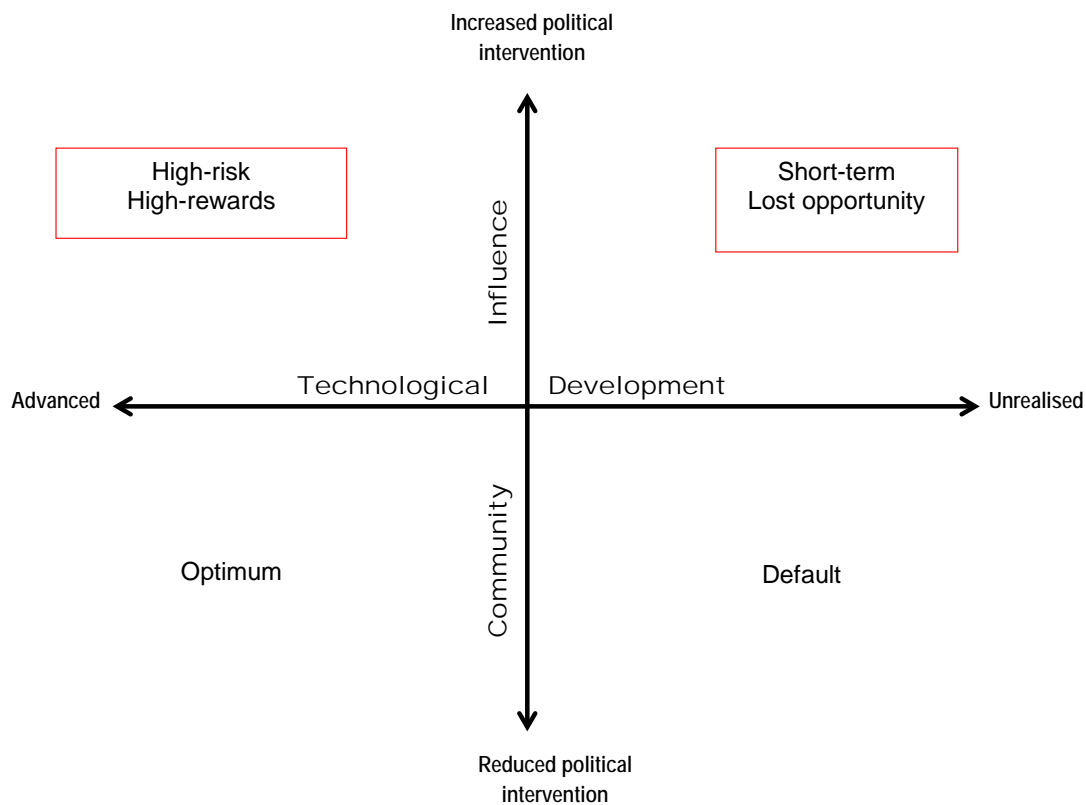 Increased political
intervention
High-risk
High-rewards
Short-term
Lost opportunity
Influence
Technological Development
Advanced
Unrealised
Community
Optimum
Default
Reduced political
intervention